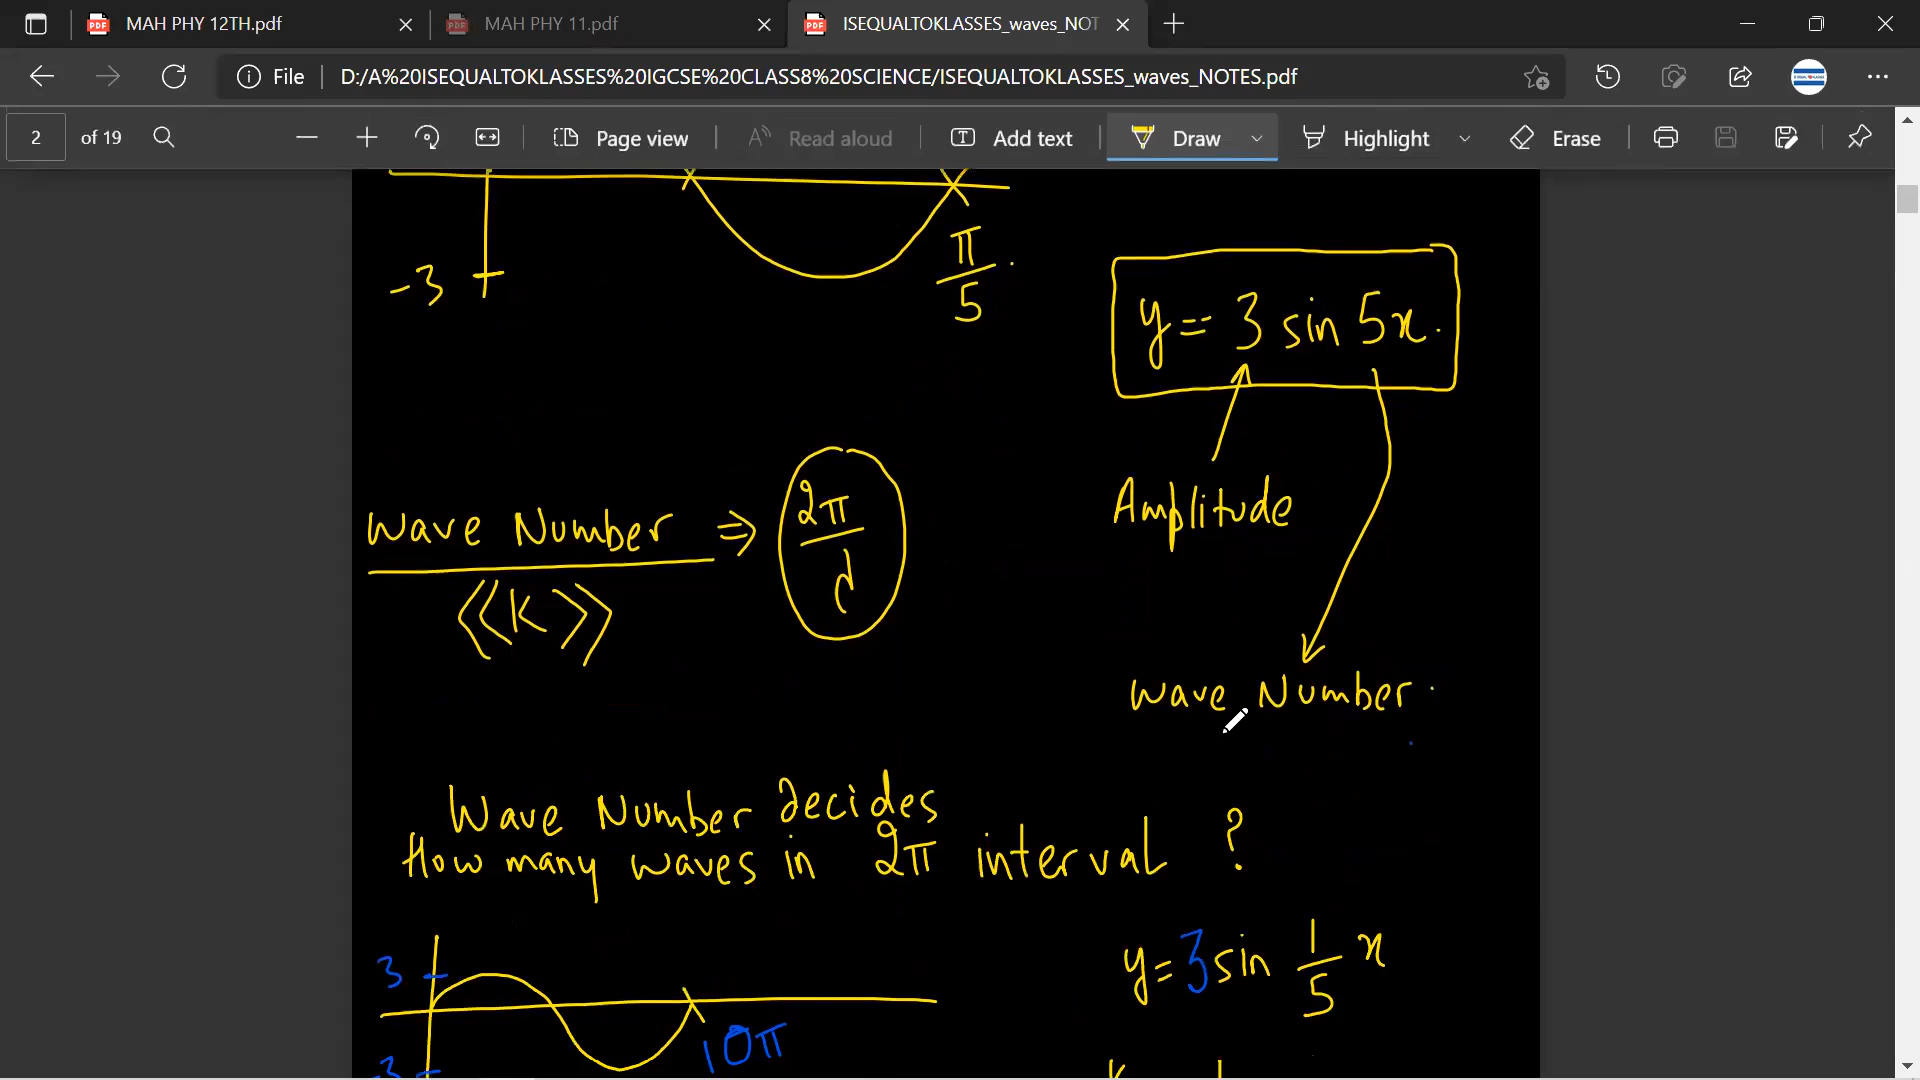 MAH PHY 12TH.pdf
MAH PHY 11.pdf
ISEQUALTOKLASSES_waves_NOT
File
D:/A%20ISEQUALTOKLASSES%20IGCSE%20CLASS8%20SCIENCE/ISEQUALTOKLASSES_waves_NOTES.pdf
2 of 19
Page view
Read aloud
Add text
Draw
Highlight
Erase
-3
π/5
y = 3 sin 5x.
Amplitude
Wave Number ⇒ 2π/d
《K》
Wave Number.
Wave Number decides
How many waves in 2π interval ?
3
y = 3 sin 1/5 x
10π
-3